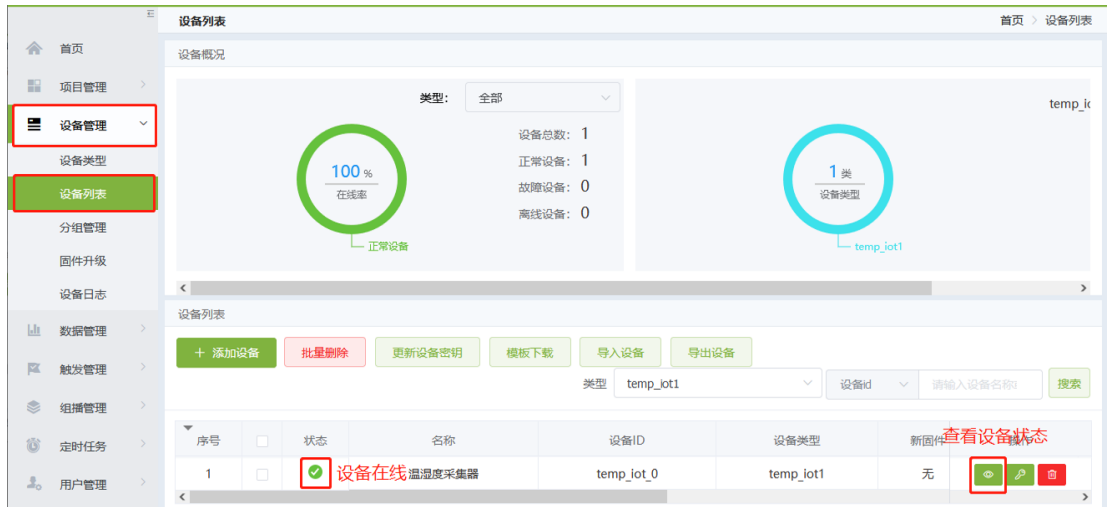 设备列表
首页 > 设备列表
首页
项目管理
设备管理
设备类型
设备列表
分组管理
固件升级
设备日志
数据管理
触发管理
组播管理
定时任务
用户管理
设备概况
类型: 全部
100 %
在线率
正常设备
设备总数: 1
正常设备: 1
故障设备: 0
离线设备: 0
1 类
设备类型
temp_iot1
设备列表
+ 添加设备 批量删除 更新设备密钥 模板下载 导入设备 导出设备
类型 temp_iot1 设备id 请输入设备名称 搜索
序号 状态 名称 设备ID 设备类型 新固件
查看设备状态
1 设备在线 温湿度采集器 temp_iot_0 temp_iot1 无